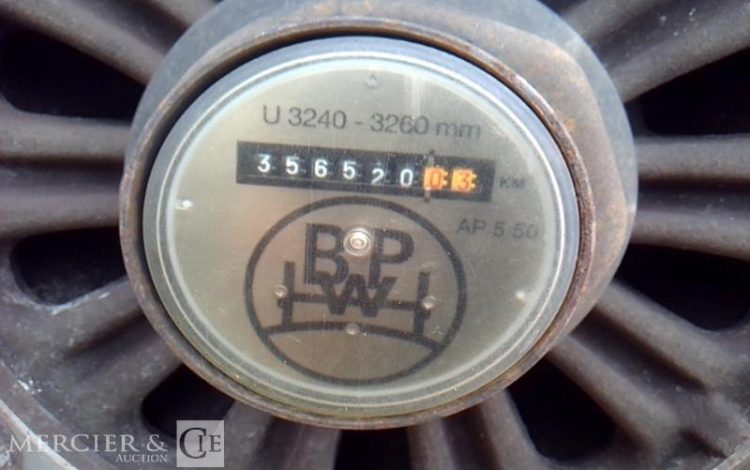 U 3240 - 3260 mm
35652003 KM
AP 5 50
BPW
MERCIER & CIE
AUCTION